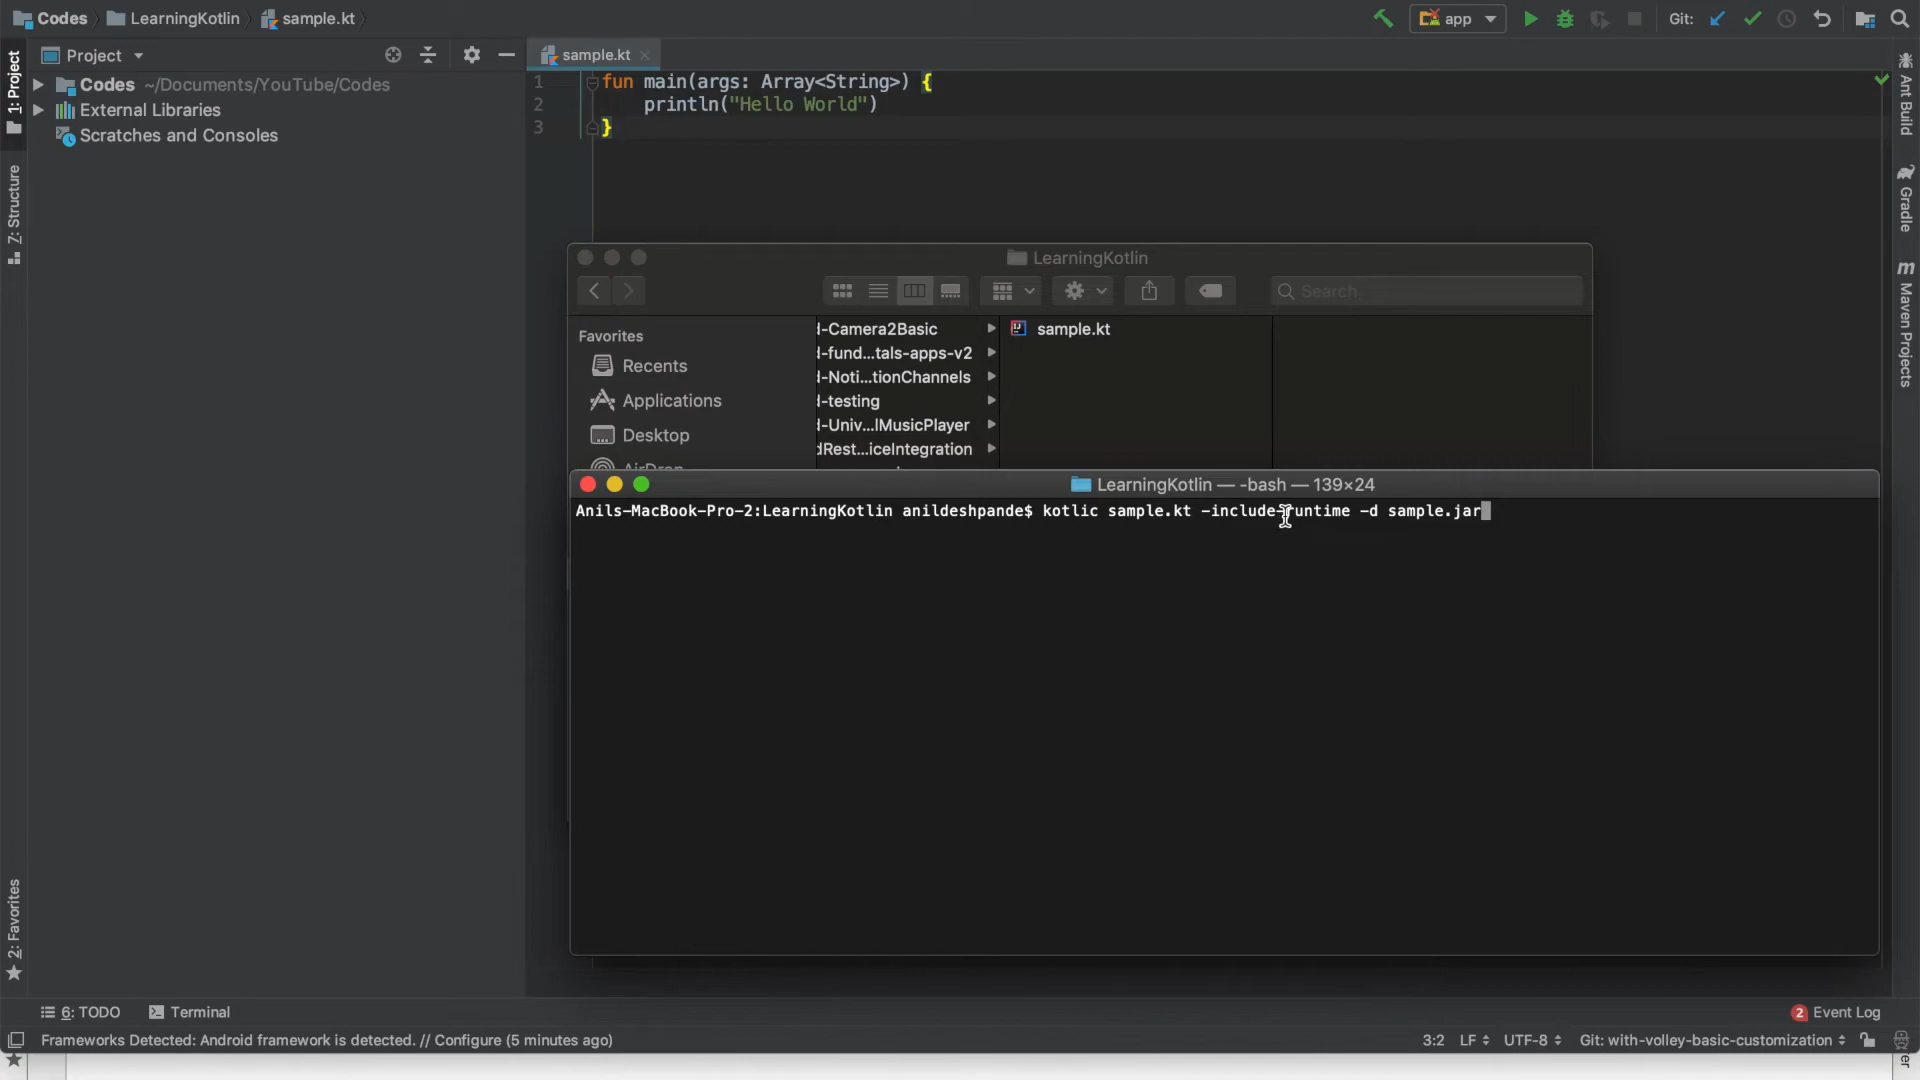 Codes LearningKotlin sample.kt
app Git:
Project
sample.kt
1: Project
Codes ~/Documents/YouTube/Codes
External Libraries
Scratches and Consoles
Z: Structure
2: Favorites
1 fun main(args: Array<String>) {
2 println("Hello World")
3 }
Ant Build
Gradle
m Maven Projects
LearningKotlin
Search
Favorites
Recents
Applications
Desktop
AirDrop
d-Camera2Basic
d-fund...tals-apps-v2
d-Noti...tionChannels
d-testing
d-Univ...lMusicPlayer
dRest...iceIntegration
sample.kt
LearningKotlin — -bash — 139×24
Anils-MacBook-Pro-2:LearningKotlin anildeshpande$ kotlic sample.kt -include-runtime -d sample.jar
6: TODO Terminal
2 Event Log
Frameworks Detected: Android framework is detected. // Configure (5 minutes ago)
3:2 LF UTF-8 Git: with-volley-basic-customization